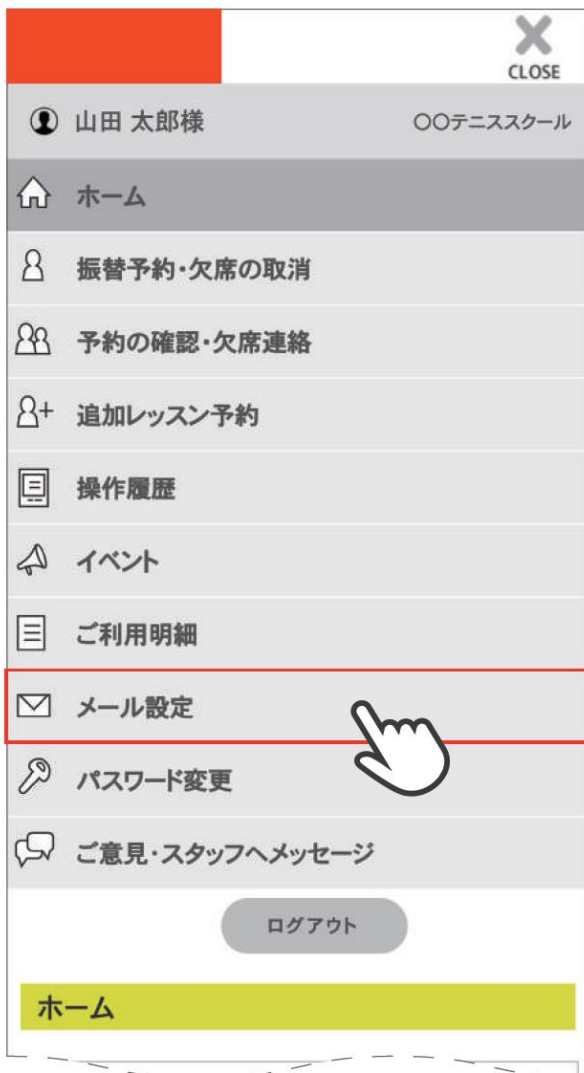 CLOSE
山田 太郎様 〇〇テニススクール
ホーム
振替予約・欠席の取消
予約の確認・欠席連絡
追加レッスン予約
操作履歴
イベント
ご利用明細
メール設定
パスワード変更
ご意見・スタッフへメッセージ
ログアウト
ホーム